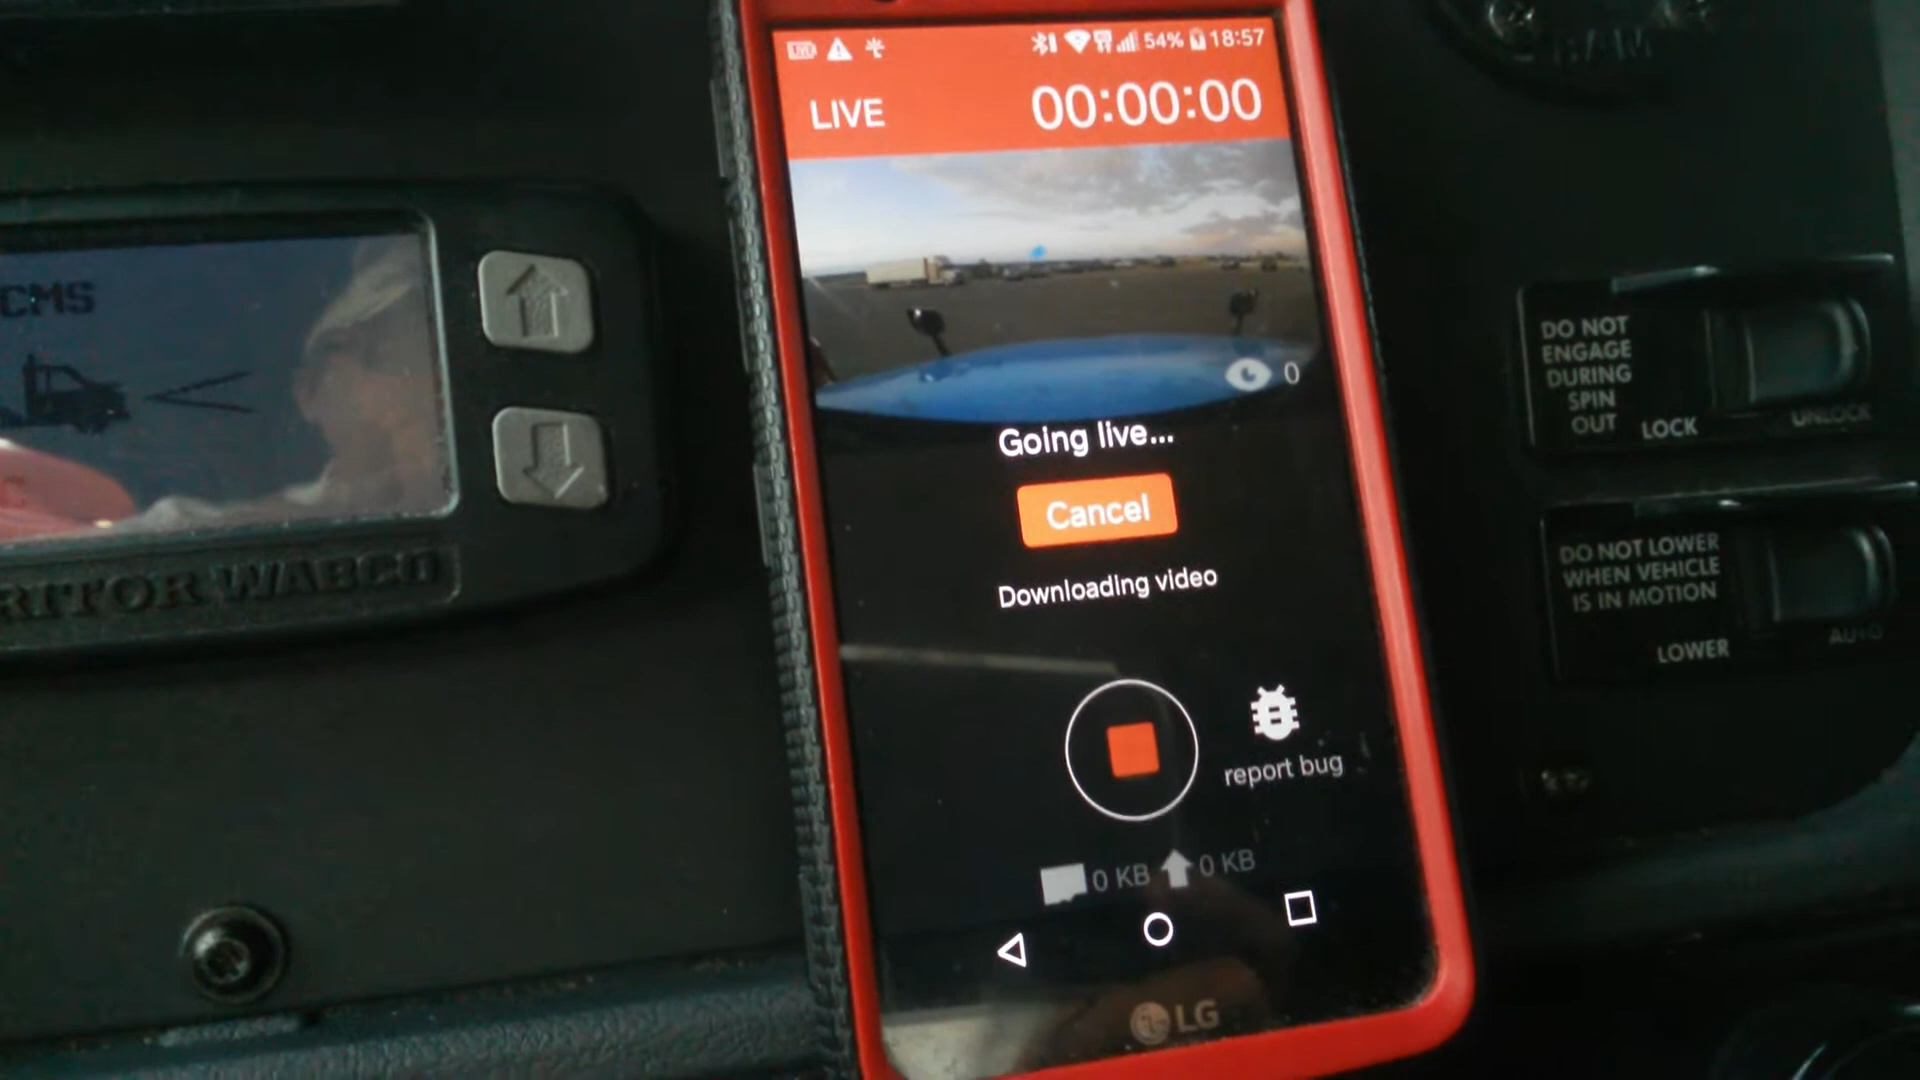 CMS
RITOR WABCO
54% 18:57
LIVE 00:00:00
0
Going live...
Cancel
Downloading video
report bug
0 KB 0 KB
LG
DO NOT
ENGAGE
DURING
SPIN
OUT
LOCK UNLOCK
DO NOT LOWER
WHEN VEHICLE
IS IN MOTION
LOWER AUTO